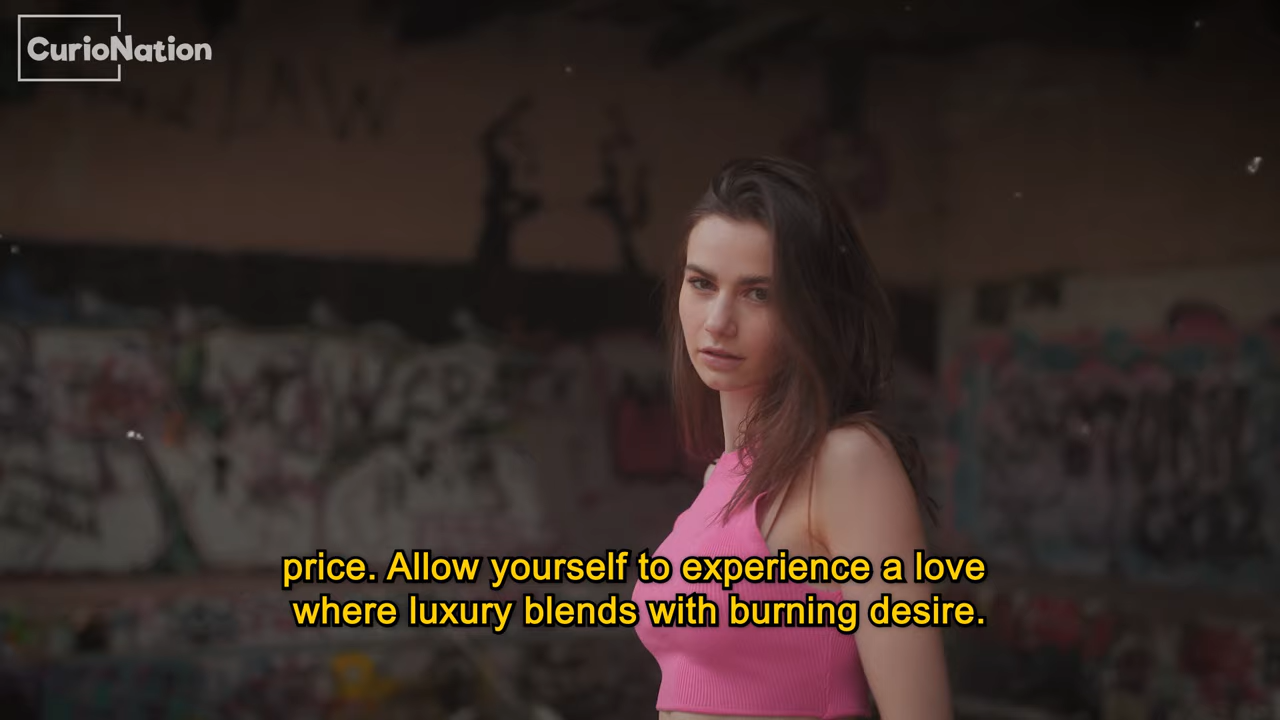 CurioNation
price. Allow yourself to experience a love
where luxury blends with burning desire.